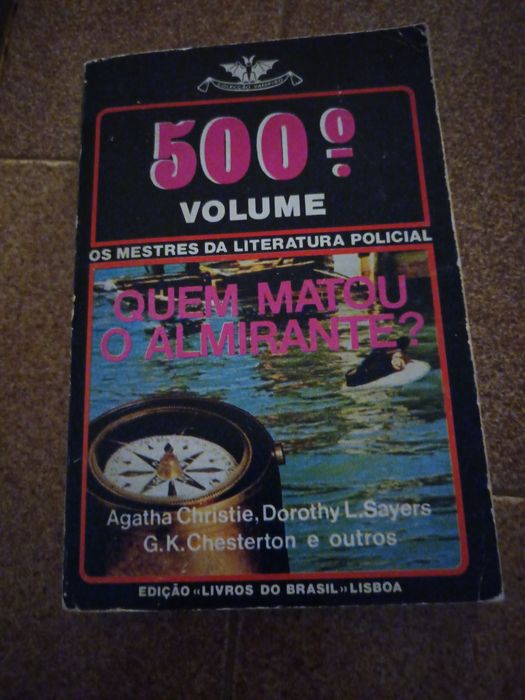 COLECÇÃO VAMPIRO
500º
VOLUME
OS MESTRES DA LITERATURA POLICIAL
QUEM MATOU
O ALMIRANTE?
Agatha Christie, Dorothy L. Sayers
G.K. Chesterton e outros
EDIÇÃO «LIVROS DO BRASIL» LISBOA